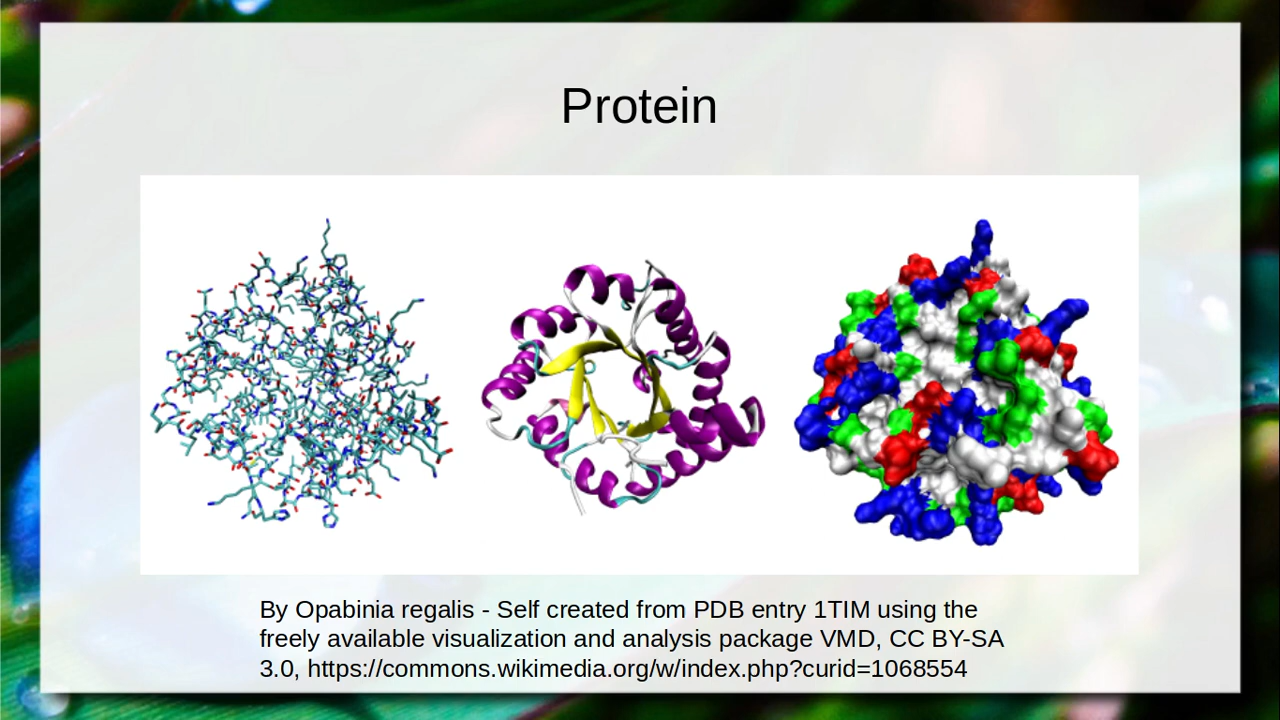 Protein
By Opabinia regalis - Self created from PDB entry 1TIM using the
freely available visualization and analysis package VMD, CC BY-SA
3.0, https://commons.wikimedia.org/w/index.php?curid=1068554